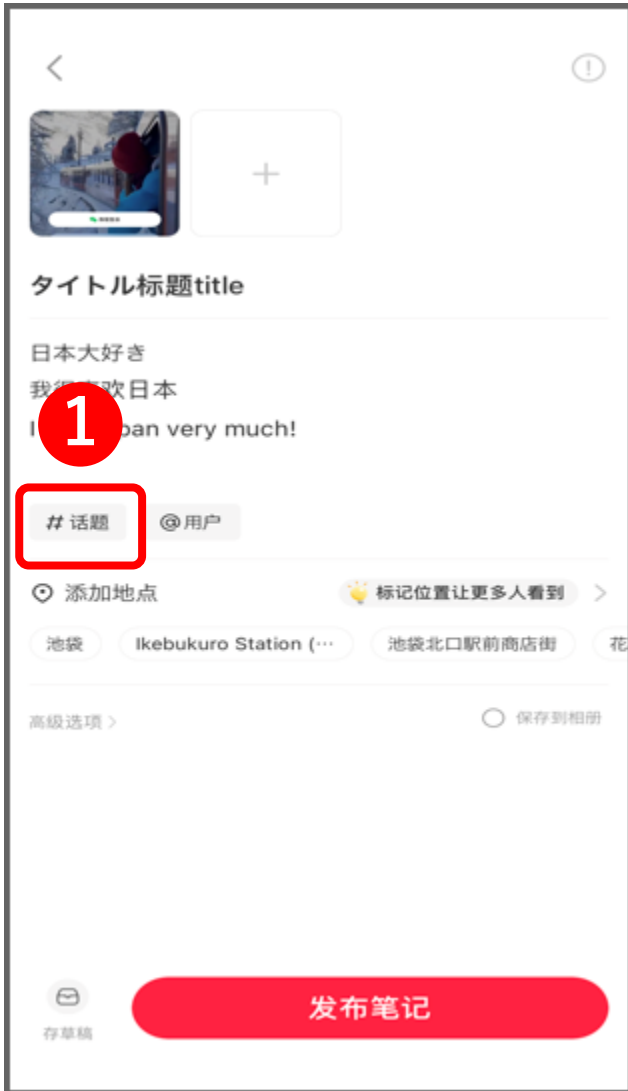 タイトル标题title
日本大好き
我很喜欢日本
I pan very much!
1
# 话题
@用户
添加地点
标记位置让更多人看到
池袋
Ikebukuro Station (…
池袋北口駅前商店街
花
高级选项
保存到相册
存草稿
发布笔记